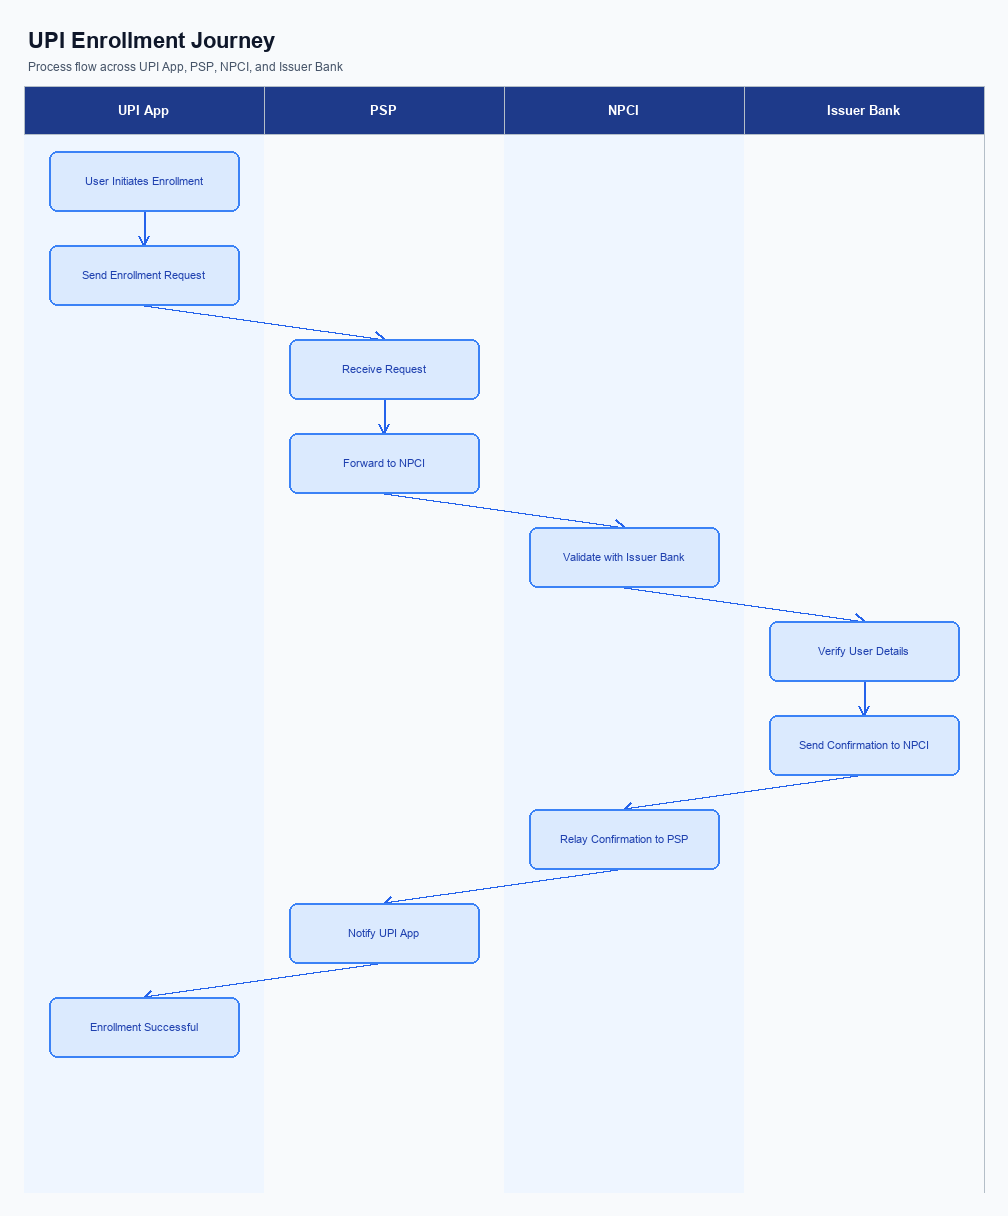 UPI Enrollment Journey
Process flow across UPI App, PSP, NPCI, and Issuer Bank
UPI App
PSP
NPCI
Issuer Bank
User Initiates Enrollment
Send Enrollment Request
Receive Request
Forward to NPCI
Validate with Issuer Bank
Verify User Details
Send Confirmation to NPCI
Relay Confirmation to PSP
Notify UPI App
Enrollment Successful